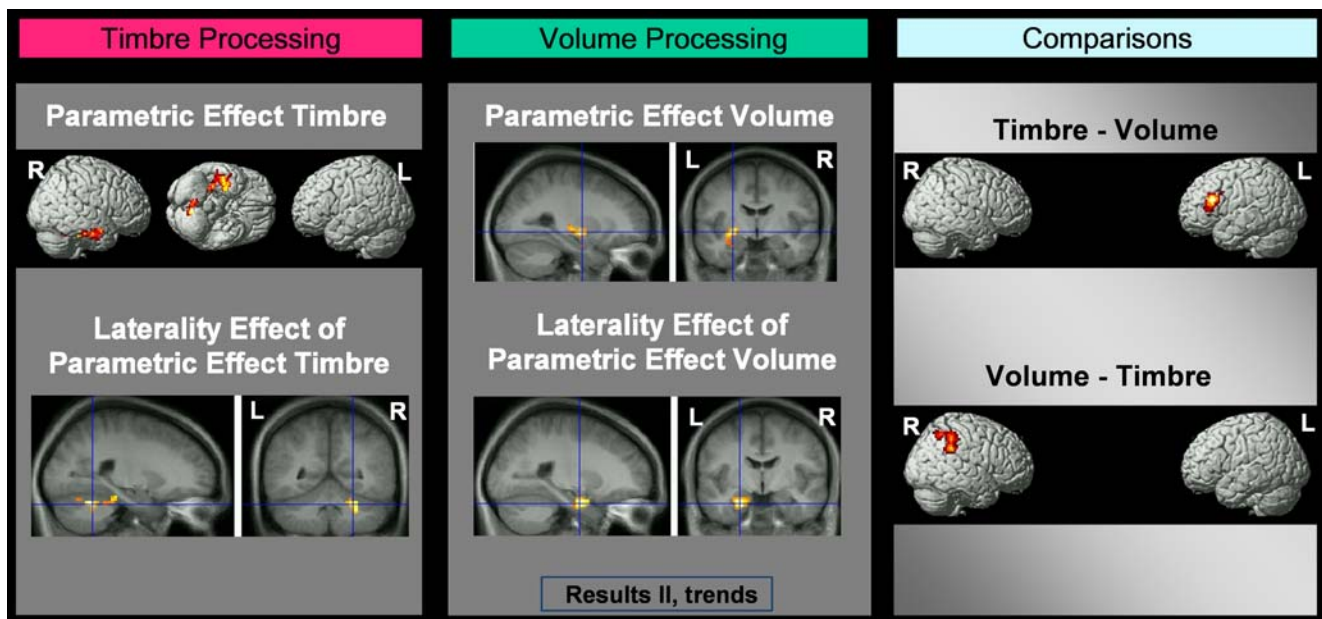 Timbre Processing
Parametric Effect Timbre
R
L
Laterality Effect of
Parametric Effect Timbre
L
R
Volume Processing
Parametric Effect Volume
L
R
Laterality Effect of
Parametric Effect Volume
L
R
Results II, trends
Comparisons
Timbre - Volume
R
L
Volume - Timbre
R
L